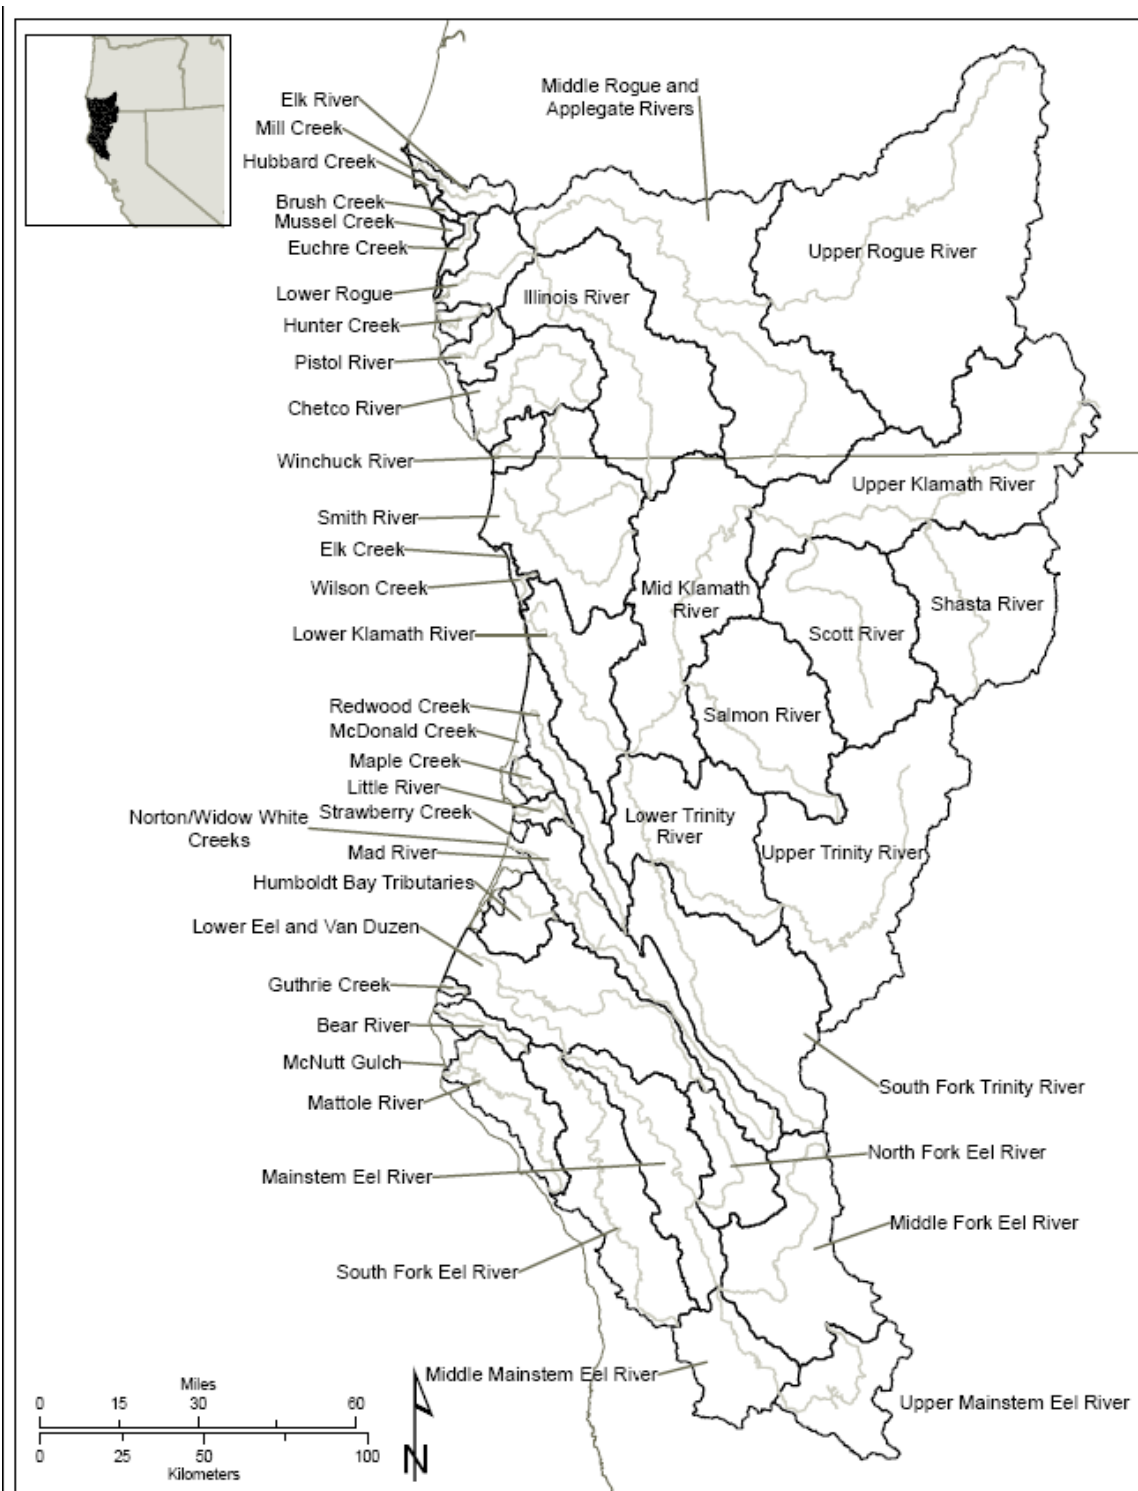 Elk River
Mill Creek
Hubbard Creek
Brush Creek
Mussel Creek
Euchre Creek
Lower Rogue
Hunter Creek
Pistol River
Chetco River
Winchuck River
Smith River
Elk Creek
Wilson Creek
Lower Klamath River
Redwood Creek
McDonald Creek
Maple Creek
Little River
Strawberry Creek
Norton/Widow White
Creeks
Mad River
Humboldt Bay Tributaries
Lower Eel and Van Duzen
Guthrie Creek
Bear River
McNutt Gulch
Mattole River
Mainstem Eel River
South Fork Eel River
Middle Mainstem Eel River
Middle Rogue and
Applegate Rivers
Upper Rogue River
Illinois River
Upper Klamath River
Mid Klamath
River
Shasta River
Scott River
Salmon River
Lower Trinity
River
Upper Trinity River
South Fork Trinity River
North Fork Eel River
Middle Fork Eel River
Upper Mainstem Eel River
Miles
0 15 30 60
0 25 50 100
Kilometers
N